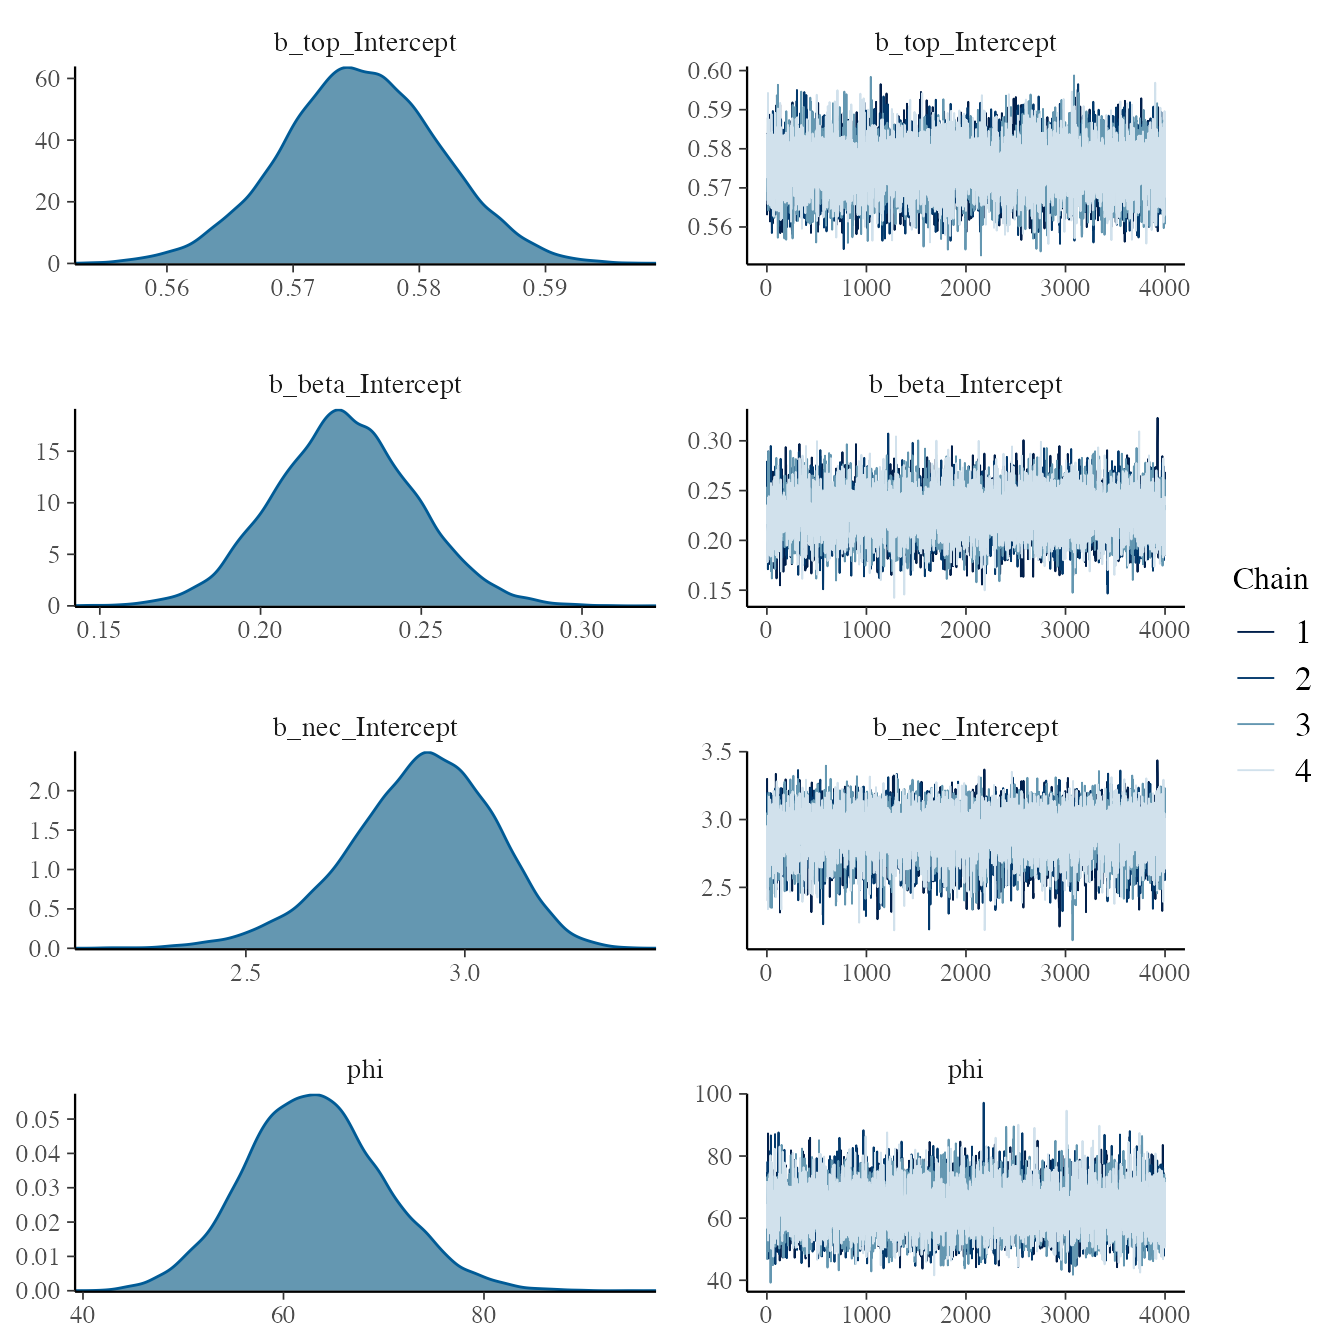 b_top_Intercept
60
40
20
0
0.56 0.57 0.58 0.59
b_top_Intercept
0.60
0.59
0.58
0.57
0.56
0 1000 2000 3000 4000
b_beta_Intercept
15
10
5
0
0.15 0.20 0.25 0.30
b_beta_Intercept
0.30
0.25
0.20
0.15
0 1000 2000 3000 4000
b_nec_Intercept
2.0
1.5
1.0
0.5
0.0
2.5 3.0
b_nec_Intercept
3.5
3.0
2.5
0 1000 2000 3000 4000
phi
0.05
0.04
0.03
0.02
0.01
0.00
40 60 80
phi
100
80
60
40
0 1000 2000 3000 4000
Chain
1
2
3
4